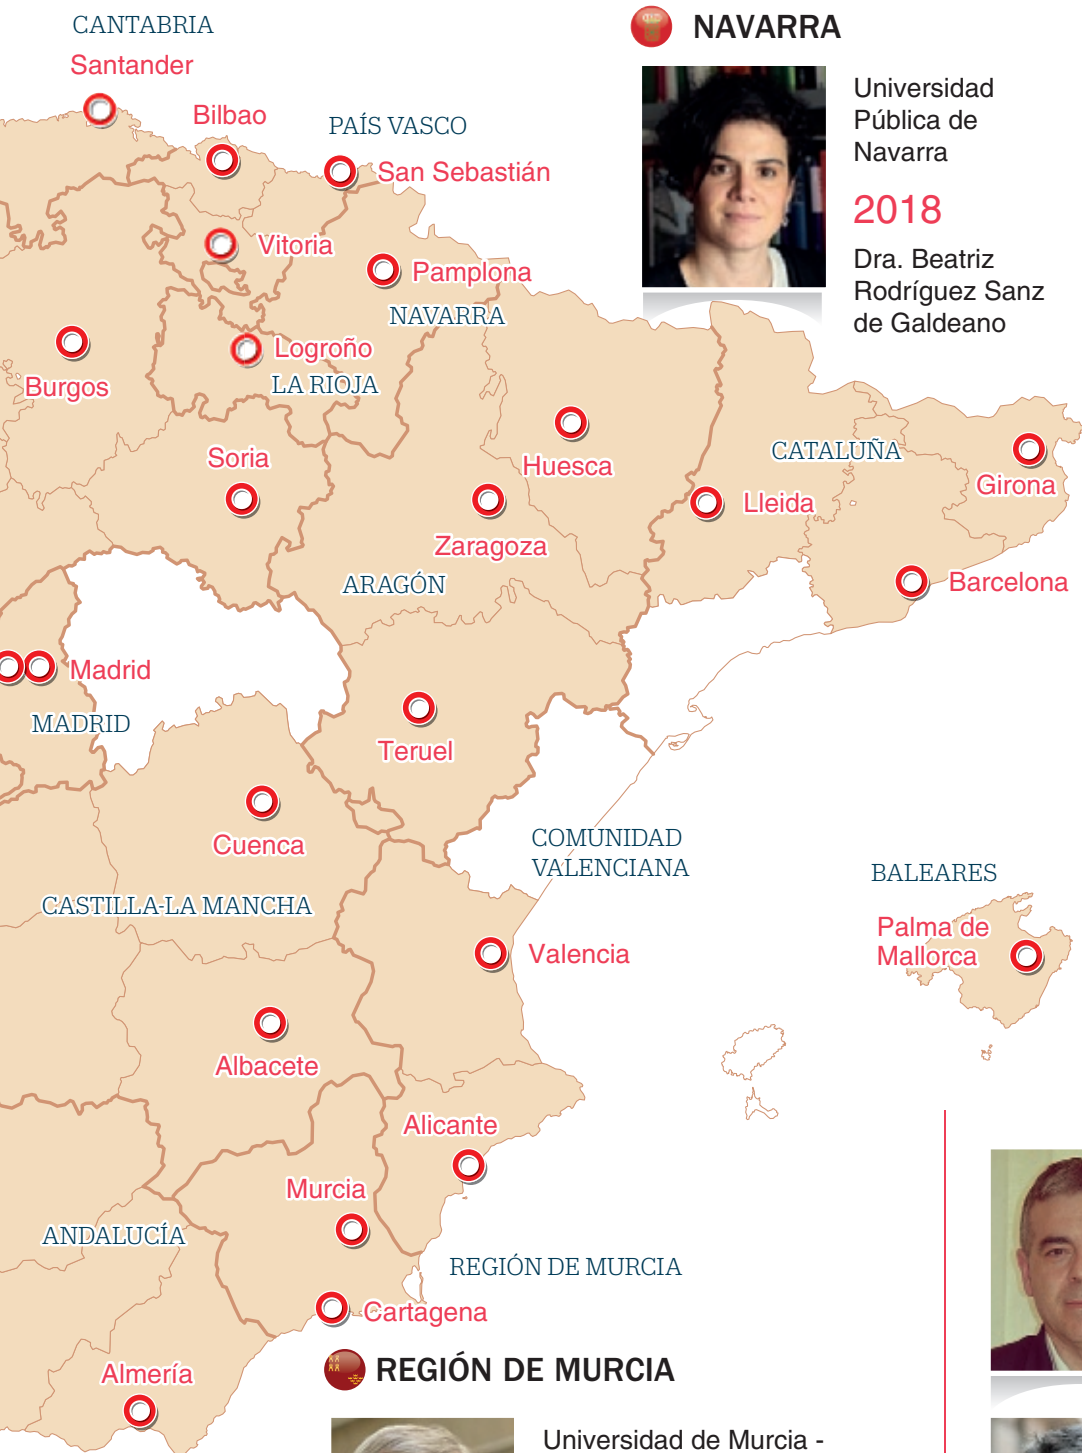 CANTABRIA
Santander
Bilbao
PAÍS VASCO
San Sebastián
Vitoria
Pamplona
NAVARRA
Logroño
LA RIOJA
Burgos
Soria
Huesca
Zaragoza
ARAGÓN
CATALUÑA
Girona
Lleida
Barcelona
Madrid
MADRID
Teruel
Cuenca
CASTILLA-LA MANCHA
COMUNIDAD
VALENCIANA
Valencia
BALEARES
Palma de
Mallorca
Albacete
Alicante
Murcia
ANDALUCÍA
REGIÓN DE MURCIA
Cartagena
Almería
NAVARRA
Universidad
Pública de
Navarra
2018
Dra. Beatriz
Rodríguez Sanz
de Galdeano
REGIÓN DE MURCIA
Universidad de Murcia -